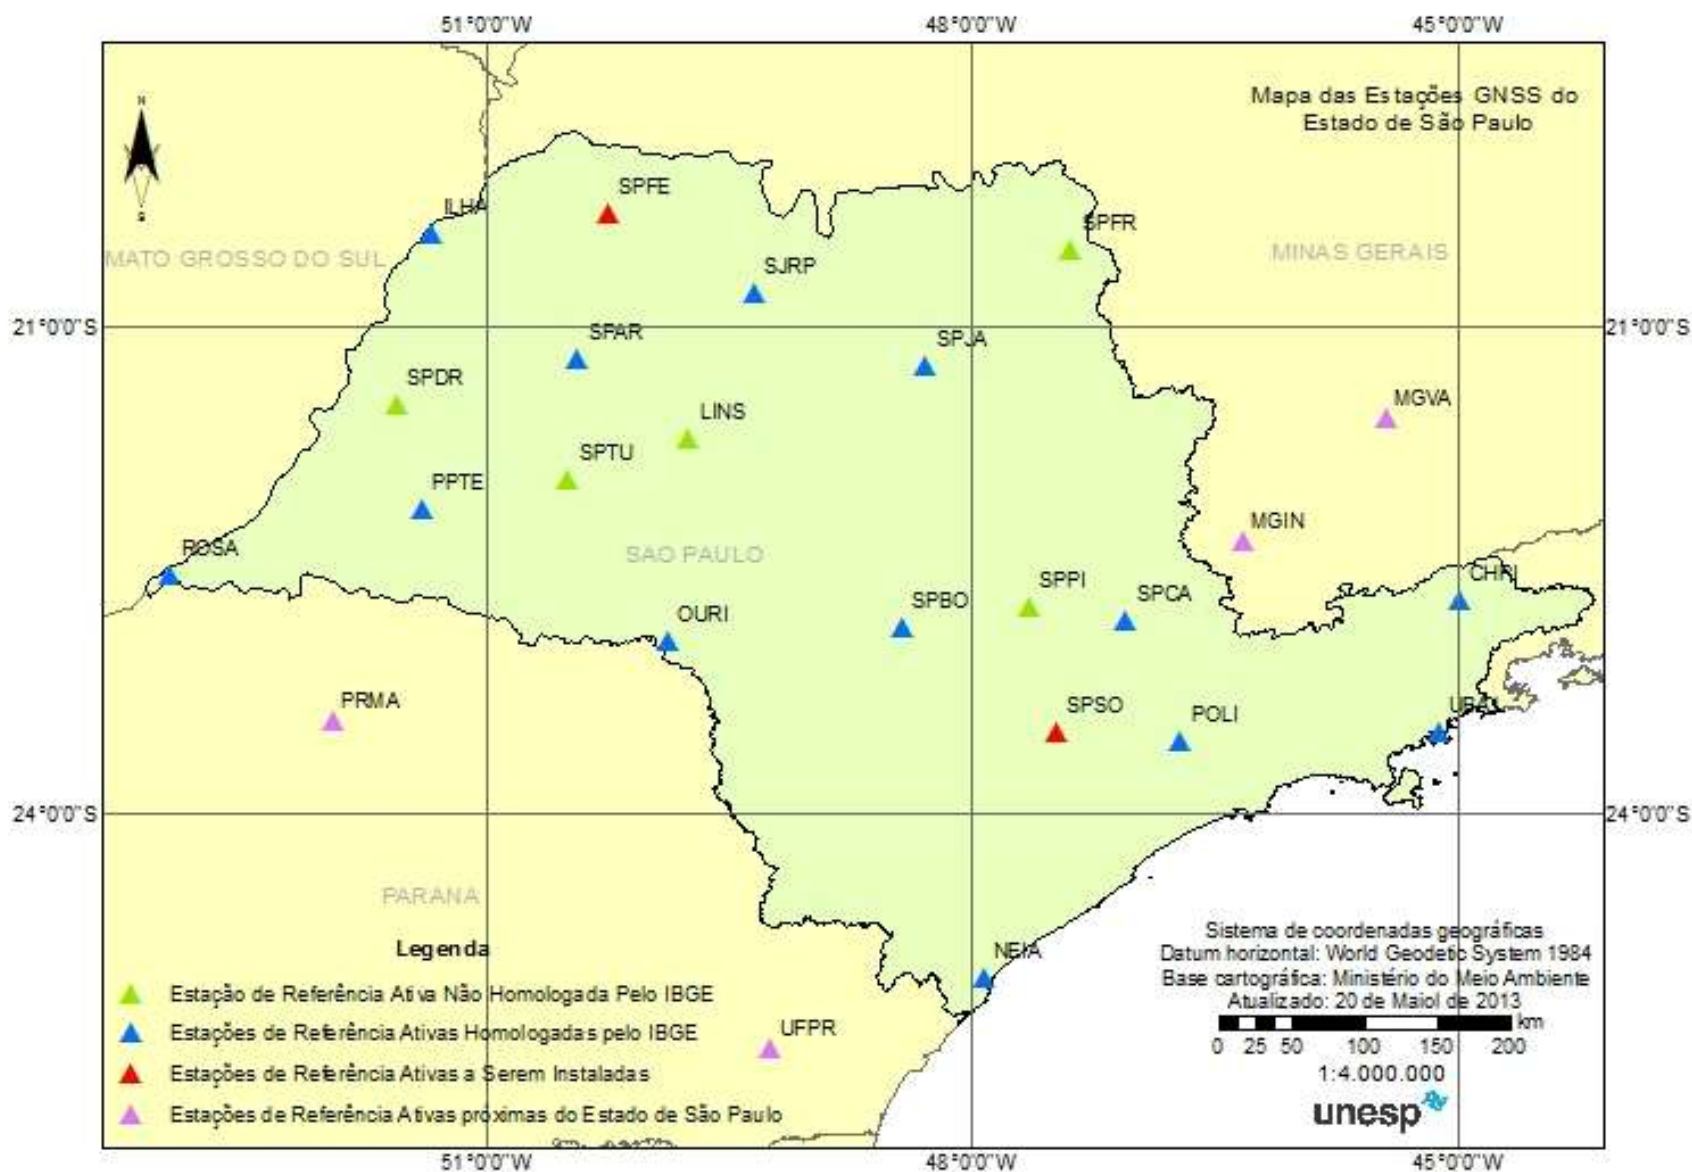 51°0'0"W 48°0'0"W 45°0'0"W
Mapa das Estações GNSS do
Estado de São Paulo
N
S
SPFE
ILHA
SPFR
MATO GROSSO DO SUL
MINAS GERAIS
SJRP
21°0'0"S 21°0'0"S
SPAR
SPJA
SPDR
MGVA
LINS
SPTU
PPTE
MGIN
ROSA
SAO PAULO
CHPI
SPPI
SPCA
SPBO
OURI
PRMA
SPSO
POLI
24°0'0"S 24°0'0"S
PARANA
Legenda
Estação de Referência Ativa Não Homologada Pelo IBGE
Estações de Referência Ativas Homologadas pelo IBGE
Estações de Referência Ativas a Serem Instaladas
Estações de Referência Ativas próximas do Estado de São Paulo
NEIA
UFPR
Sistema de coordenadas geográficas
Datum horizontal: World Geodetic System 1984
Base cartográfica: Ministério do Meio Ambiente
Atualizado: 20 de Maiol de 2013
km
0 25 50 100 150 200
1:4.000.000
unesp
51°0'0"W 48°0'0"W 45°0'0"W